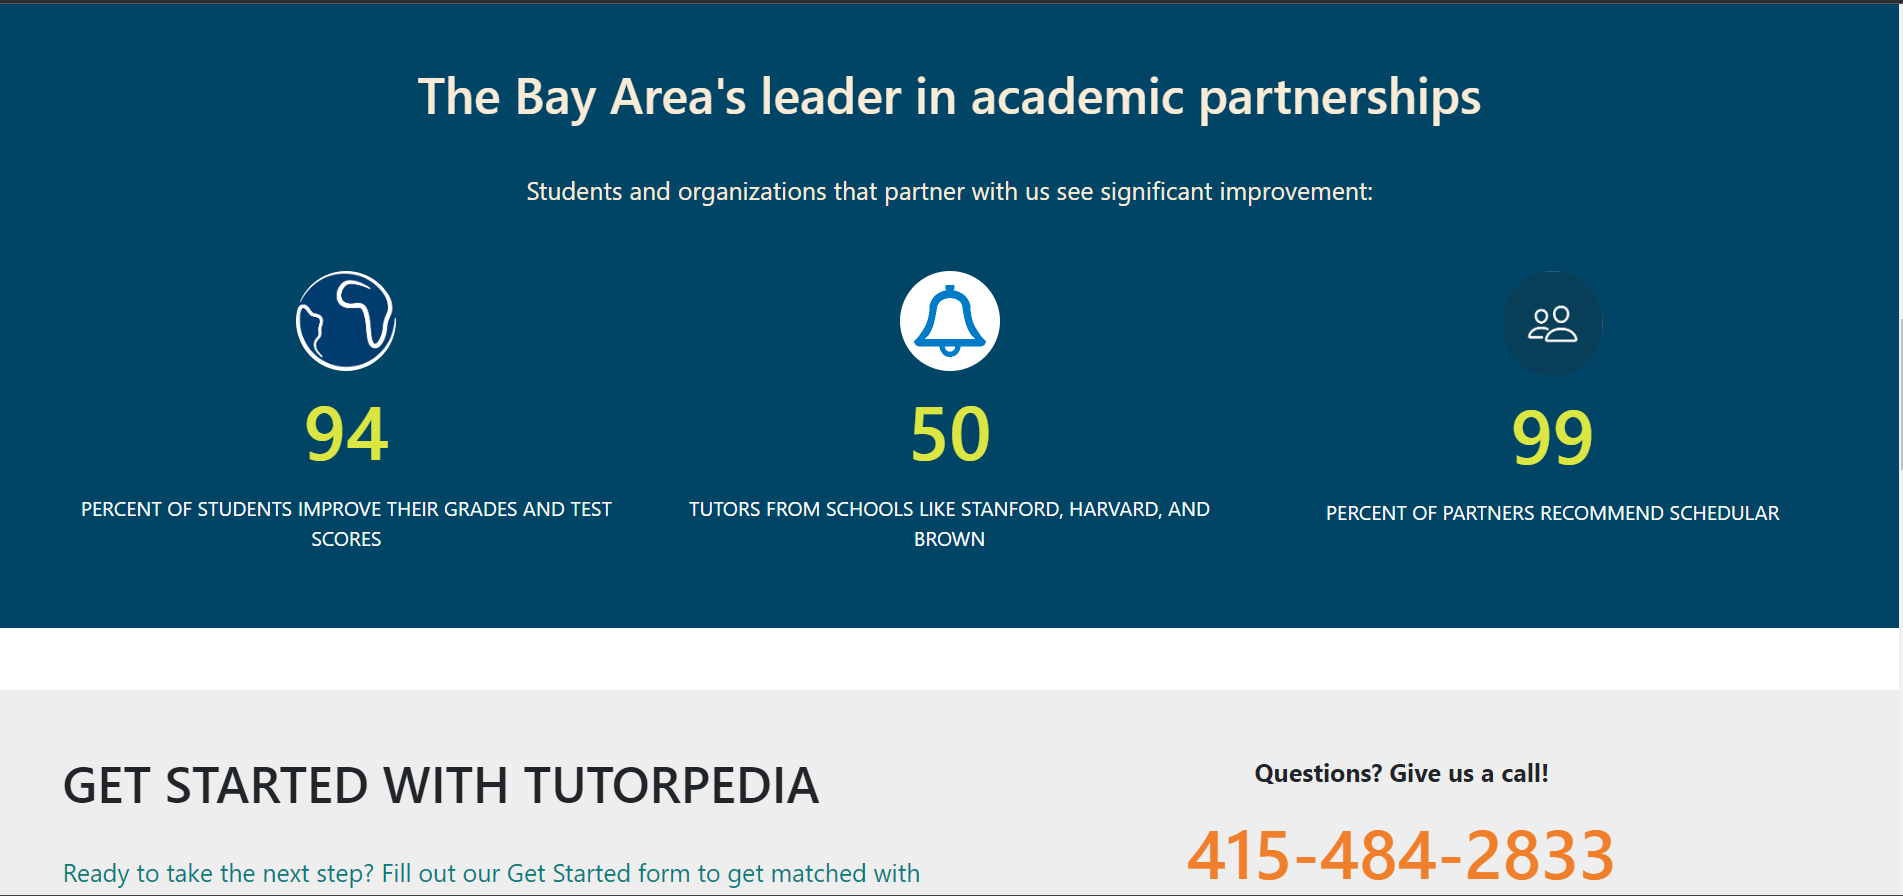 The Bay Area's leader in academic partnerships
Students and organizations that partner with us see significant improvement:
94
PERCENT OF STUDENTS IMPROVE THEIR GRADES AND TEST
SCORES
50
TUTORS FROM SCHOOLS LIKE STANFORD, HARVARD, AND
BROWN
99
PERCENT OF PARTNERS RECOMMEND SCHEDULAR
GET STARTED WITH TUTORPEDIA
Ready to take the next step? Fill out our Get Started form to get matched with
Questions? Give us a call!
415-484-2833